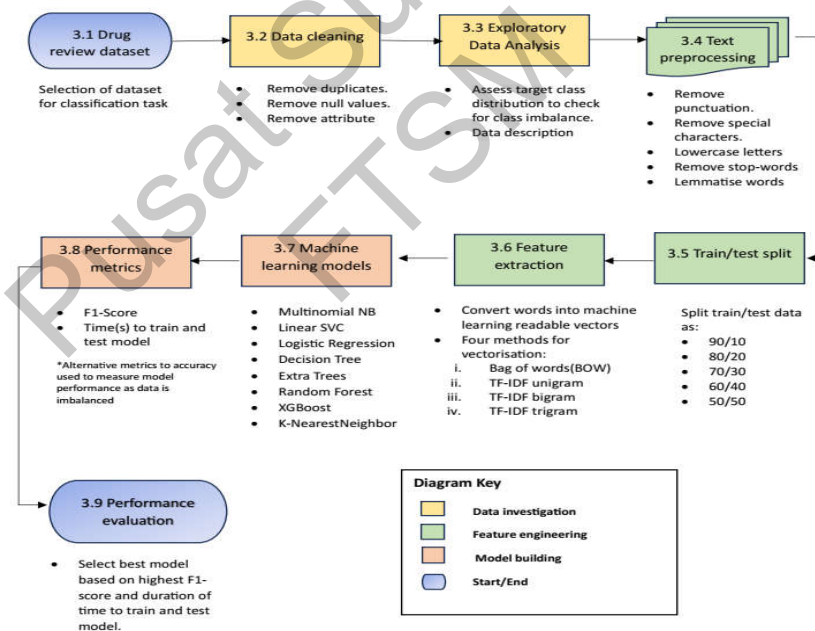 3.1 Drug
review dataset
Selection of dataset
for classification task
3.2 Data cleaning
• Remove duplicates.
• Remove null values.
• Remove attribute
3.3 Exploratory
Data Analysis
• Assess target class
distribution to check
for class imbalance.
• Data description
3.4 Text
preprocessing
• Remove
punctuation.
• Remove special
characters.
• Lowercase letters
• Remove stop-words
• Lemmatise words
3.8 Performance
metrics
• F1-Score
• Time(s) to train and
test model
*Alternative metrics to accuracy
used to measure model
performance as data is
imbalanced
3.7 Machine
learning models
• Multinomial NB
• Linear SVC
• Logistic Regression
• Decision Tree
• Extra Trees
• Random Forest
• XGBoost
• K-NearestNeighbor
3.6 Feature
extraction
• Convert words into machine
learning readable vectors
• Four methods for
vectorisation:
i. Bag of words(BOW)
ii. TF-IDF unigram
iii. TF-IDF bigram
iv. TF-IDF trigram
3.5 Train/test split
Split train/test data
as:
• 90/10
• 80/20
• 70/30
• 60/40
• 50/50
3.9 Performance
evaluation
• Select best model
based on highest F1-
score and duration of
time to train and test
model.
Diagram Key
Data investigation
Feature engineering
Model building
Start/End
Pusat Su
FTSM